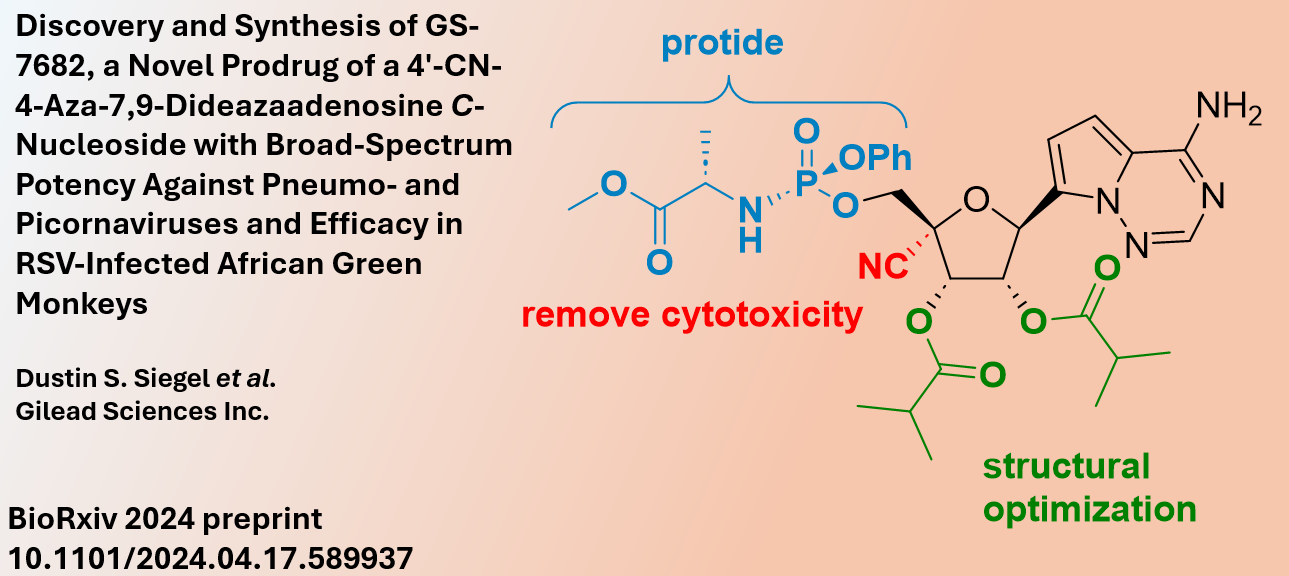 Discovery and Synthesis of GS-
7682, a Novel Prodrug of a 4'-CN-
4-Aza-7,9-Dideazaadenosine C-
Nucleoside with Broad-Spectrum
Potency Against Pneumo- and
Picornaviruses and Efficacy in
RSV-Infected African Green
Monkeys
Dustin S. Siegel et al.
Gilead Sciences Inc.
BioRxiv 2024 preprint
10.1101/2024.04.17.589937
protide
O
O
O
N
H
P
O
OPh
O
NC
remove cytotoxicity
O
NH₂
N
N
N
O
O
O
O
structural
optimization